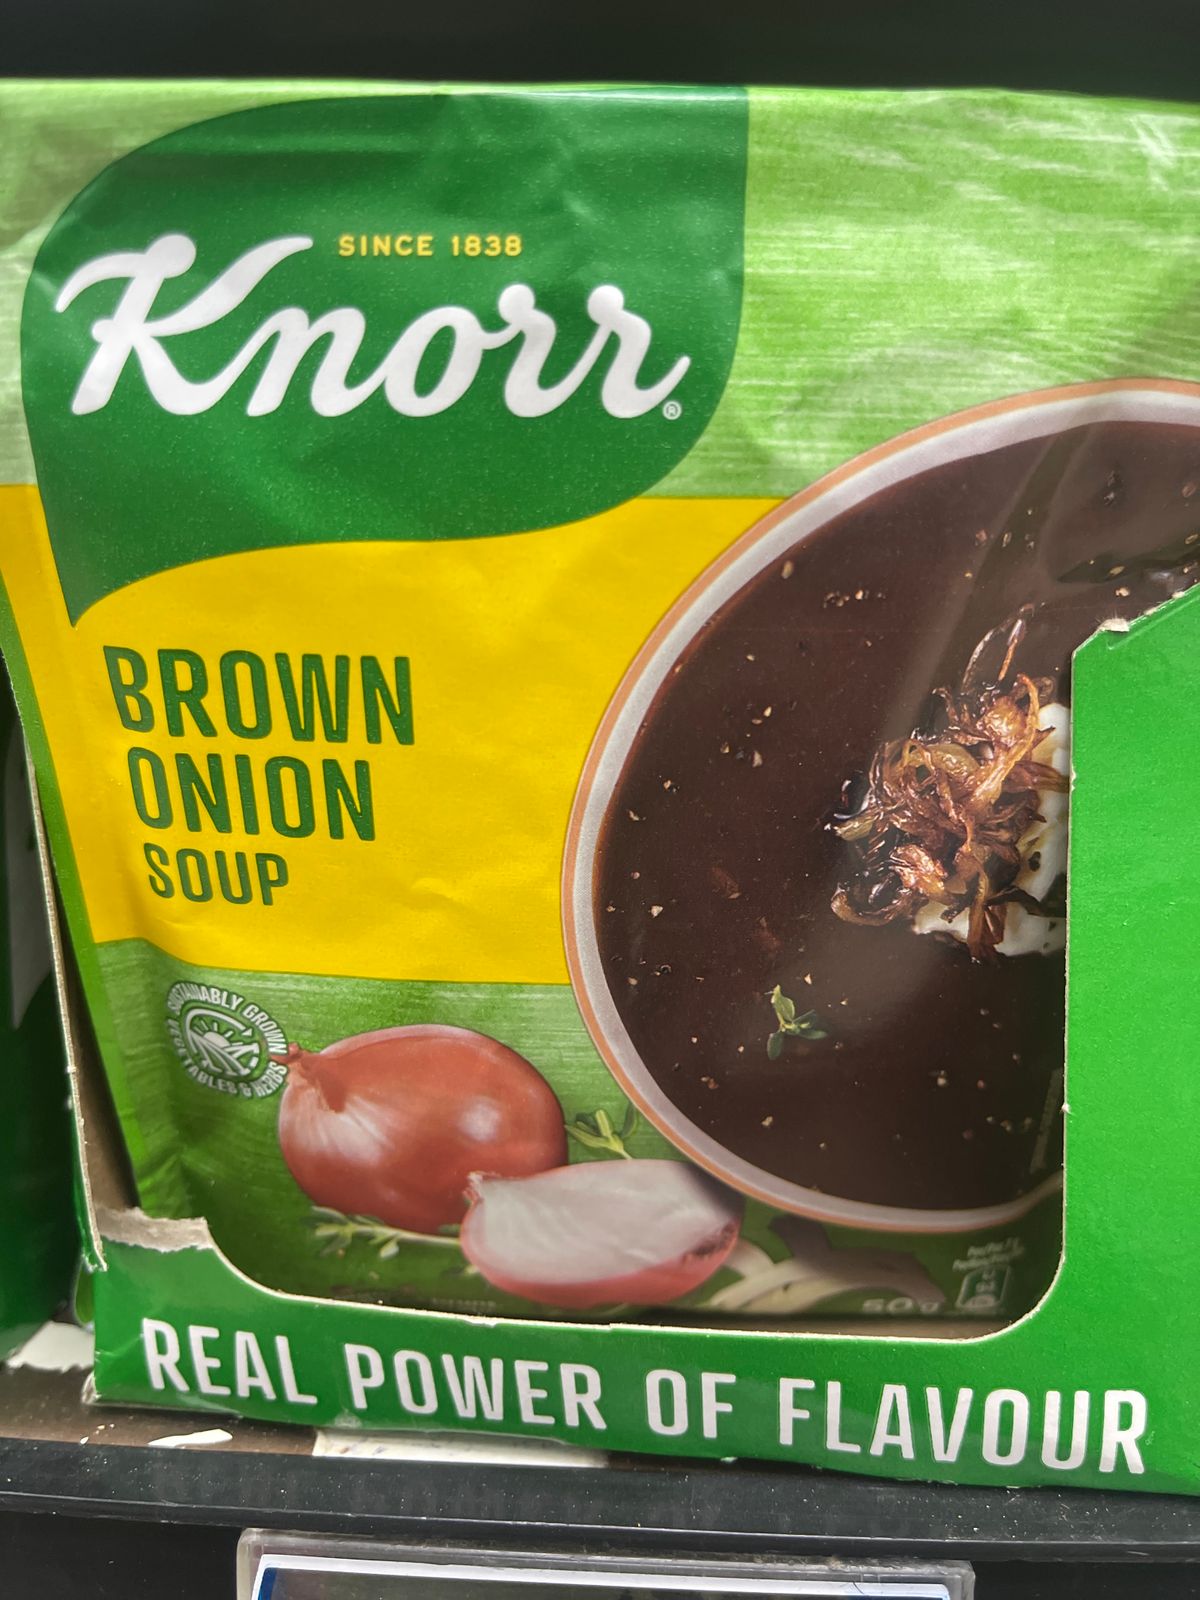 SINCE 1838
Knorr®
BROWN
ONION
SOUP
SUSTAINABLY GROWN
VEGETABLES & HERBS
50g
REAL POWER OF FLAVOUR